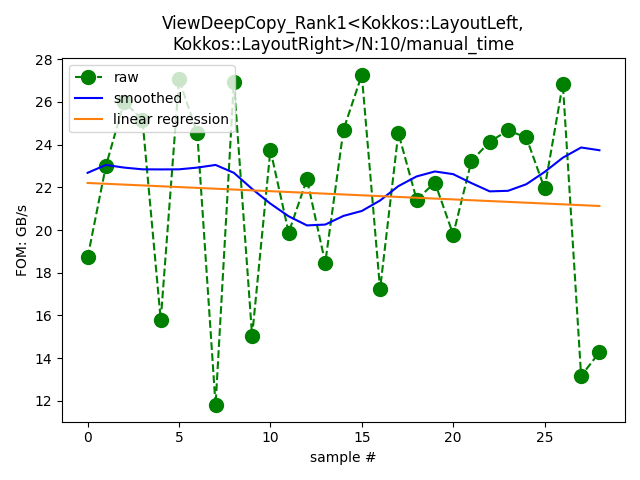 ViewDeepCopy_Rank1<Kokkos::LayoutLeft,
Kokkos::LayoutRight>/N:10/manual_time
raw
smoothed
linear regression
FOM: GB/s
28
26
24
22
20
18
16
14
12
0
5
10
15
20
25
sample #